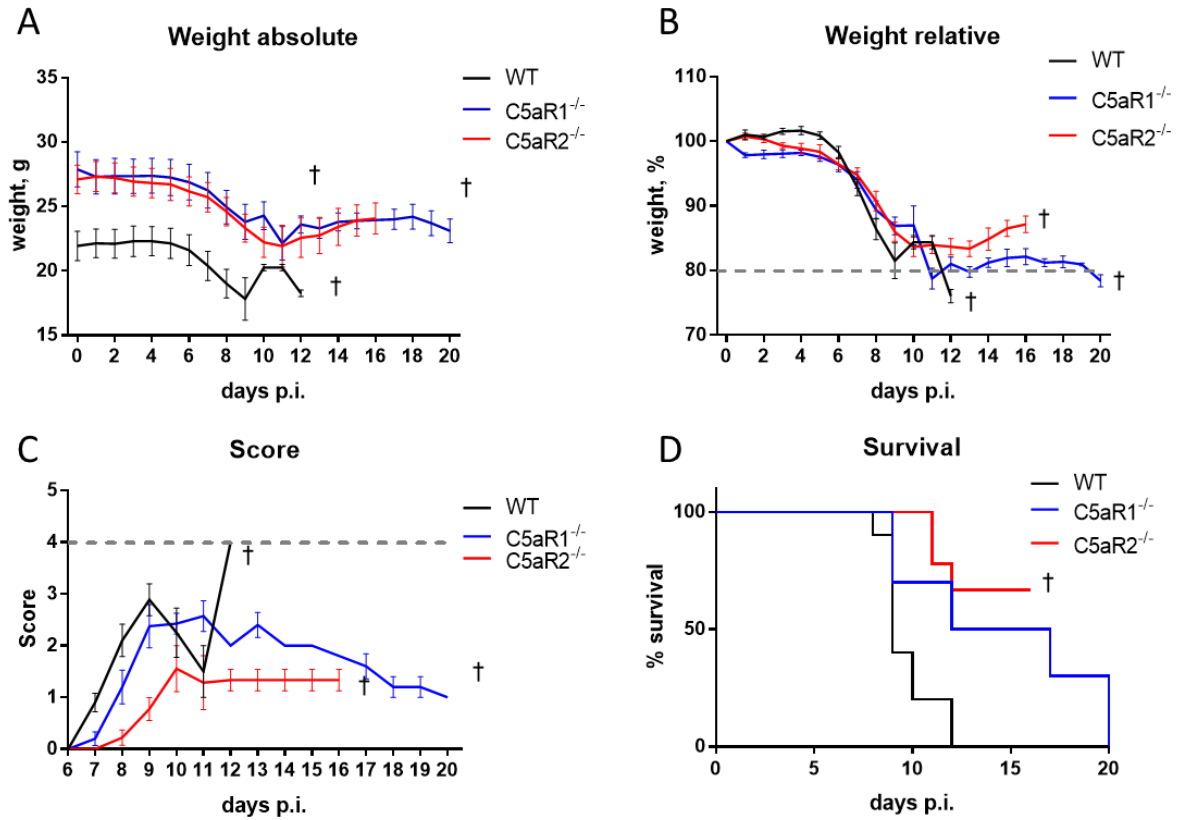 A
Weight absolute
WT
C5aR1-/-
C5aR2-/-
35
30
25
20
15
weight, g
0 2 4 6 8 10 12 14 16 18 20
days p.i.
†
†
†
B
Weight relative
WT
C5aR1-/-
C5aR2-/-
110
100
90
80
70
weight, %
0 2 4 6 8 10 12 14 16 18 20
days p.i.
†
†
†
C
Score
WT
C5aR1-/-
C5aR2-/-
5
4
3
2
1
0
Score
6 7 8 9 10 11 12 13 14 15 16 17 18 19 20
days p.i.
†
†
†
D
Survival
WT
C5aR1-/-
C5aR2-/-
100
50
0
% survival
0 5 10 15 20
days p.i.
†